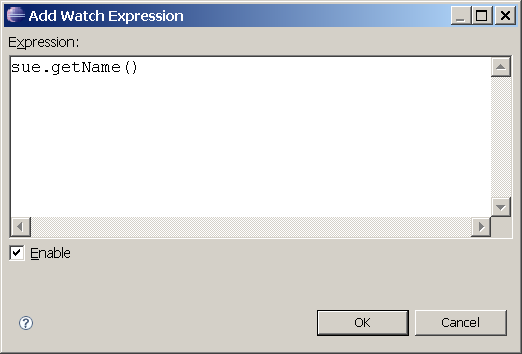 Add Watch Expression
Expression:
sue.getName()
Enable
OK
Cancel